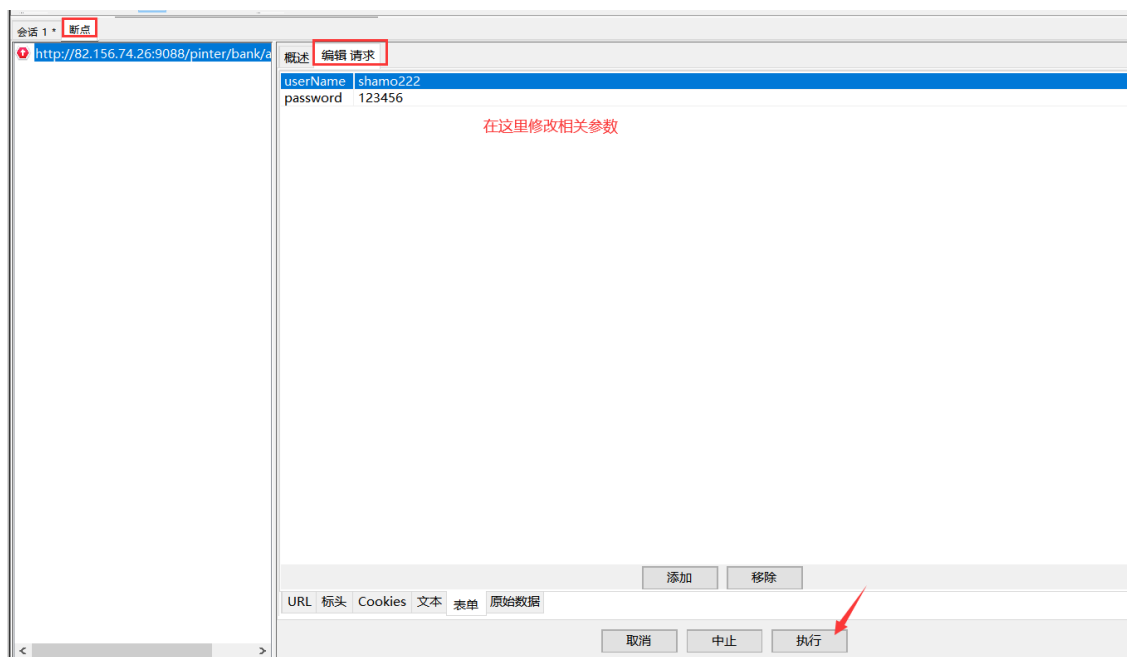 会话 1 * 断点
http://82.156.74.26:9088/pinter/bank/a
概述 编辑 请求
userName shamo222
password 123456
在这里修改相关参数
添加 移除
URL 标头 Cookies 文本 表单 原始数据
取消 中止 执行